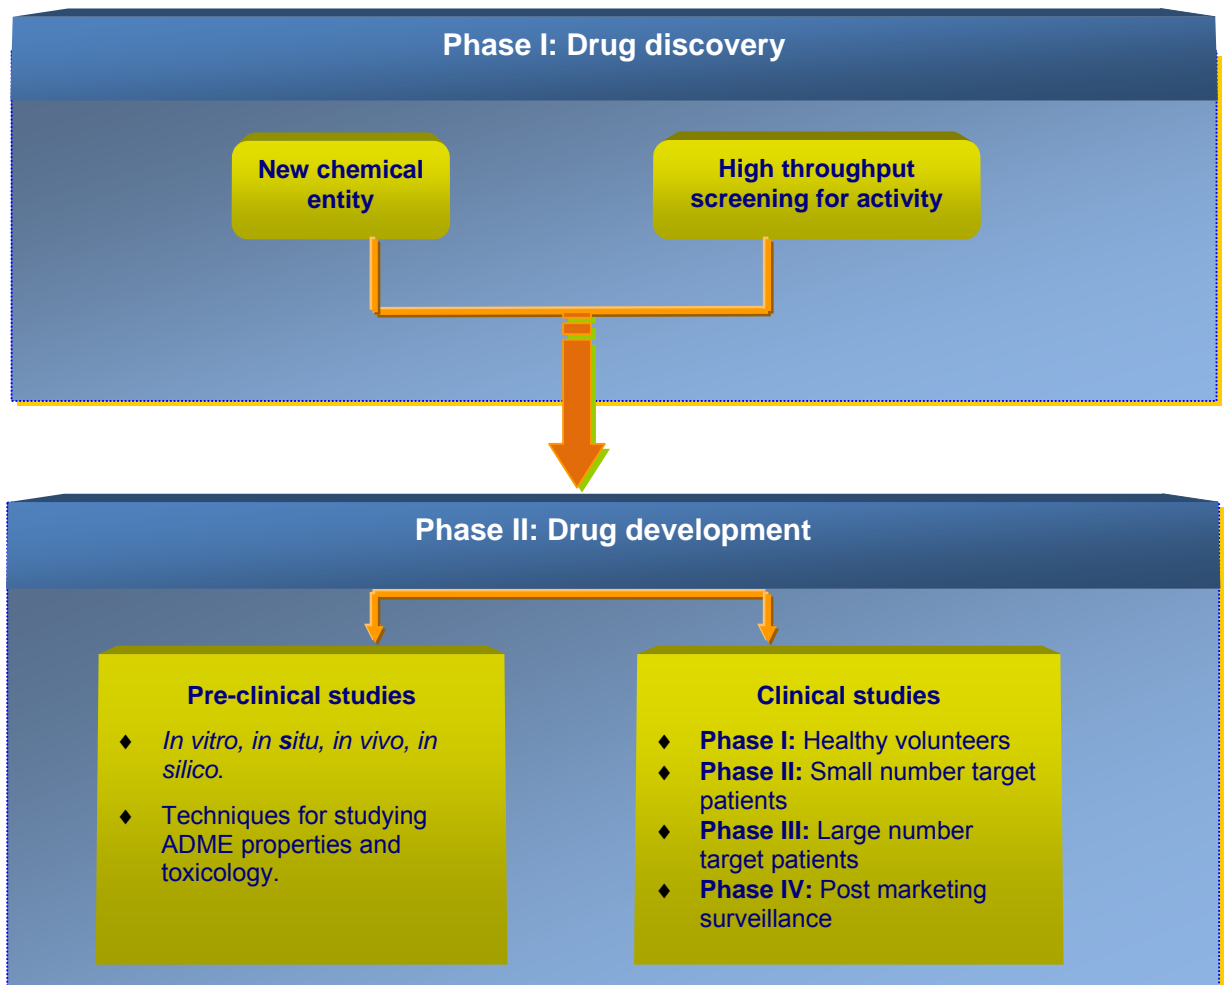 Phase I: Drug discovery
New chemical
entity
High throughput
screening for activity
Phase II: Drug development
Pre-clinical studies
♦ In vitro, in situ, in vivo, in
silico.
♦ Techniques for studying
ADME properties and
toxicology.
Clinical studies
♦ Phase I: Healthy volunteers
♦ Phase II: Small number target
patients
♦ Phase III: Large number
target patients
♦ Phase IV: Post marketing
surveillance